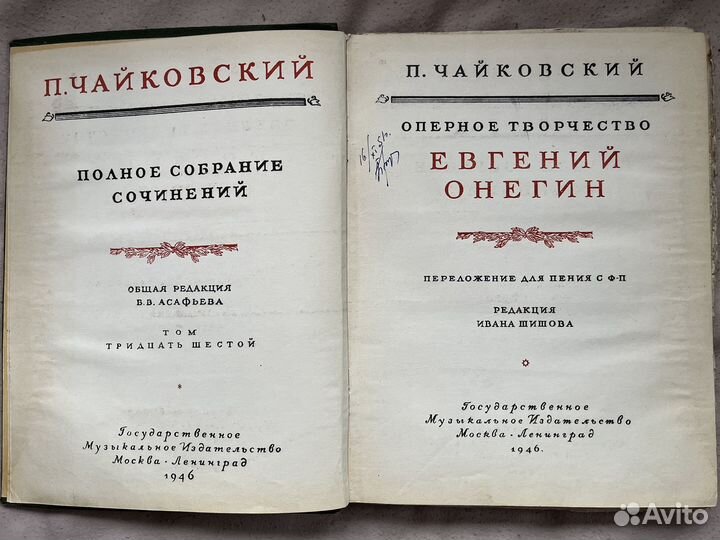 П. ЧАЙКОВСКИЙ
ПОЛНОЕ СОБРАНИЕ
СОЧИНЕНИЙ
ОБЩАЯ РЕДАКЦИЯ
Б.В. АСАФЬЕВА
ТОМ
ТРИДЦАТЬ ШЕСТОЙ
*
Государственное
Музыкальное Издательство
Москва - Ленинград
1946
П. ЧАЙКОВСКИЙ
ОПЕРНОЕ ТВОРЧЕСТВО
ЕВГЕНИЙ
ОНЕГИН
ПЕРЕЛОЖЕНИЕ ДЛЯ ПЕНИЯ С Ф-П
РЕДАКЦИЯ
ИВАНА ШИШОВА
Государственное
Музыкальное Издательство
Москва - Ленинград
1946.
Avito